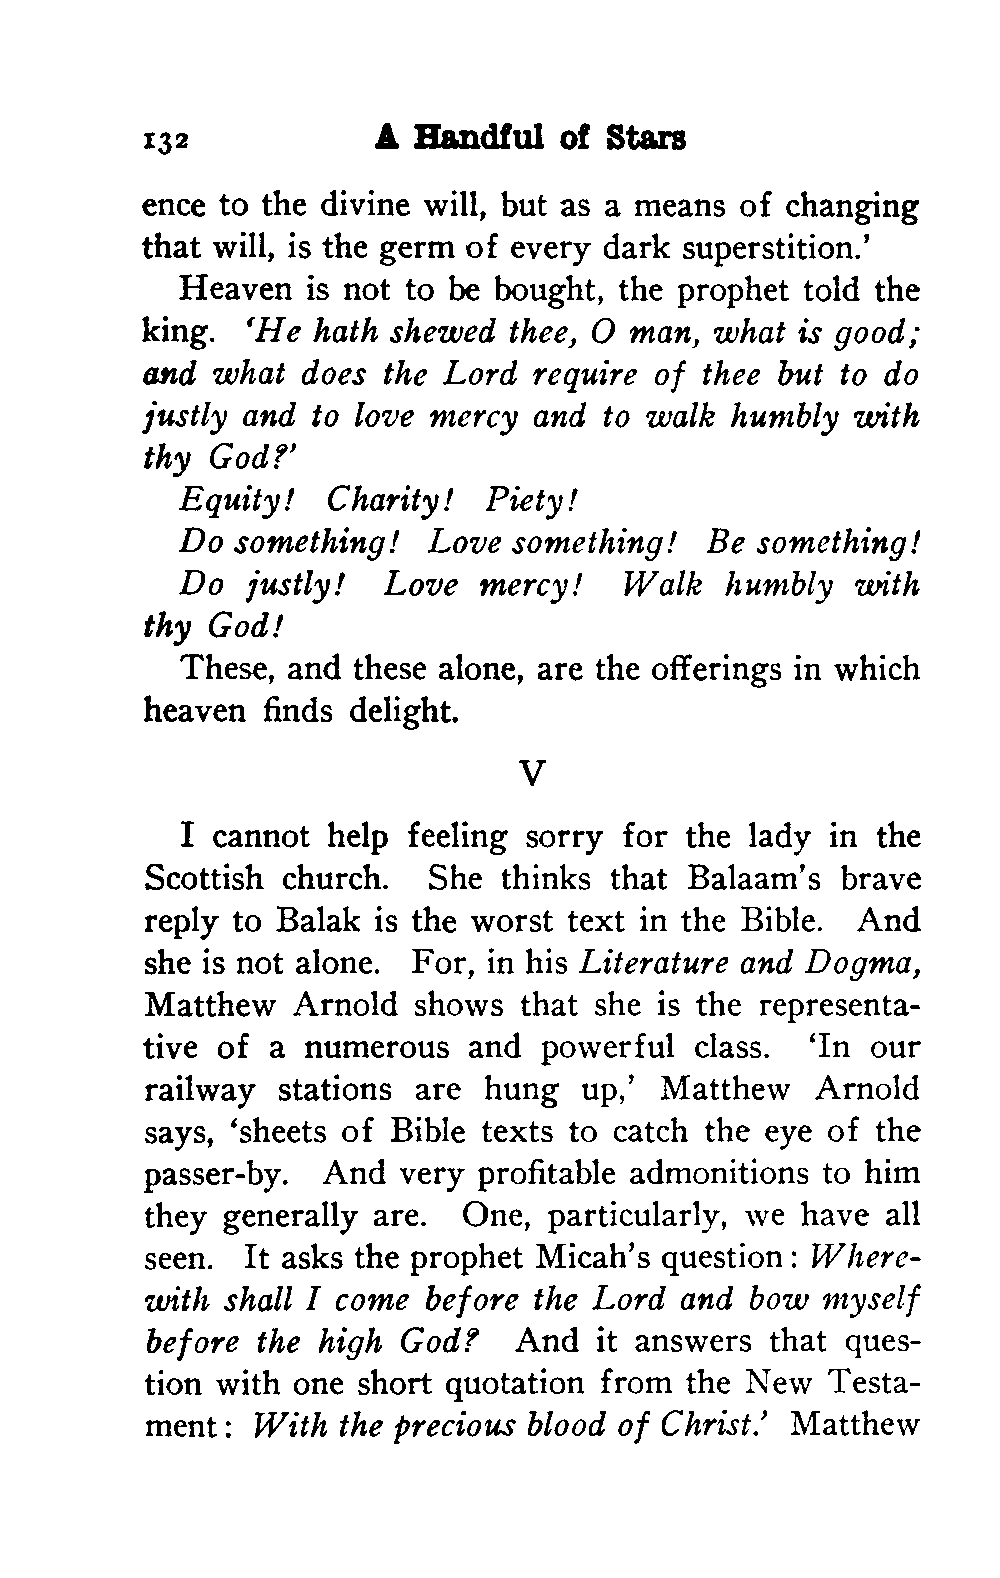 132 A Handful of Stars
ence to the divine will, but as a means of changing
that will, is the germ of every dark superstition.'
Heaven is not to be bought, the prophet told the
king. 'He hath shewed thee, O man, what is good;
and what does the Lord require of thee but to do
justly and to love mercy and to walk humbly with
thy God?'
Equity! Charity! Piety!
Do something! Love something! Be something!
Do justly! Love mercy! Walk humbly with
thy God!
These, and these alone, are the offerings in which
heaven finds delight.
V
I cannot help feeling sorry for the lady in the
Scottish church. She thinks that Balaam's brave
reply to Balak is the worst text in the Bible. And
she is not alone. For, in his Literature and Dogma,
Matthew Arnold shows that she is the representa-
tive of a numerous and powerful class. 'In our
railway stations are hung up,' Matthew Arnold
says, 'sheets of Bible texts to catch the eye of the
passer-by. And very profitable admonitions to him
they generally are. One, particularly, we have all
seen. It asks the prophet Micah's question: Where-
with shall I come before the Lord and bow myself
before the high God? And it answers that ques-
tion with one short quotation from the New Testa-
ment: With the precious blood of Christ.' Matthew